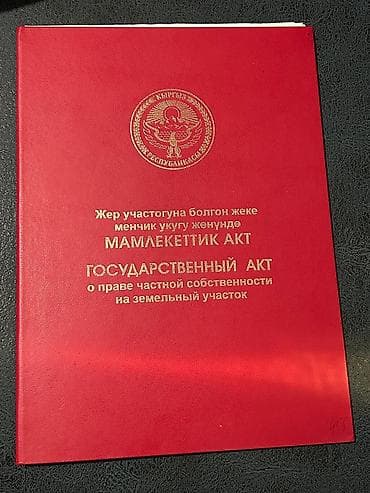 КЫРГЫЗ
РЕСПУБЛИКАСЫ
Жер участогуна болгон жеке
менчик укугу жөнүндө
МАМЛЕКЕТТИК АКТ
ГОСУДАРСТВЕННЫЙ АКТ
о праве частной собственности
на земельный участок